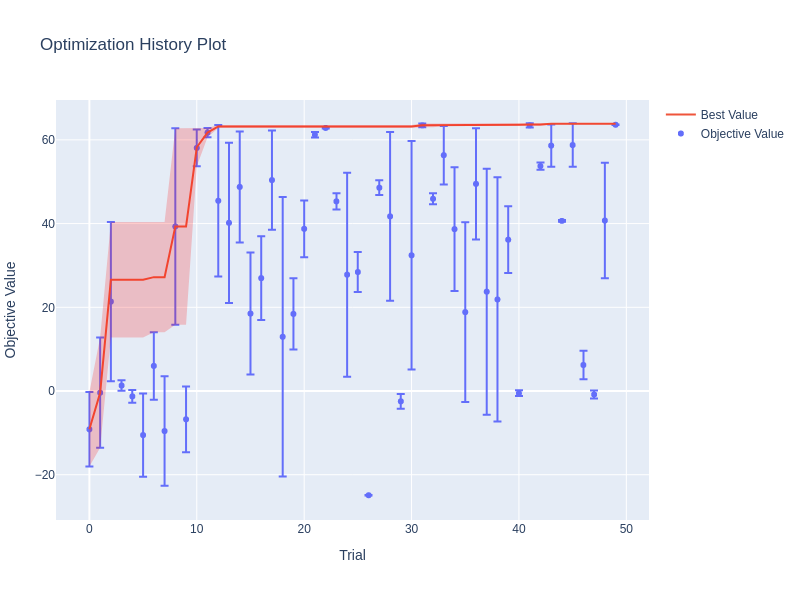 Optimization History Plot
Best Value
Objective Value
60
40
20
0
−20
Objective Value
0
10
20
30
40
50
Trial